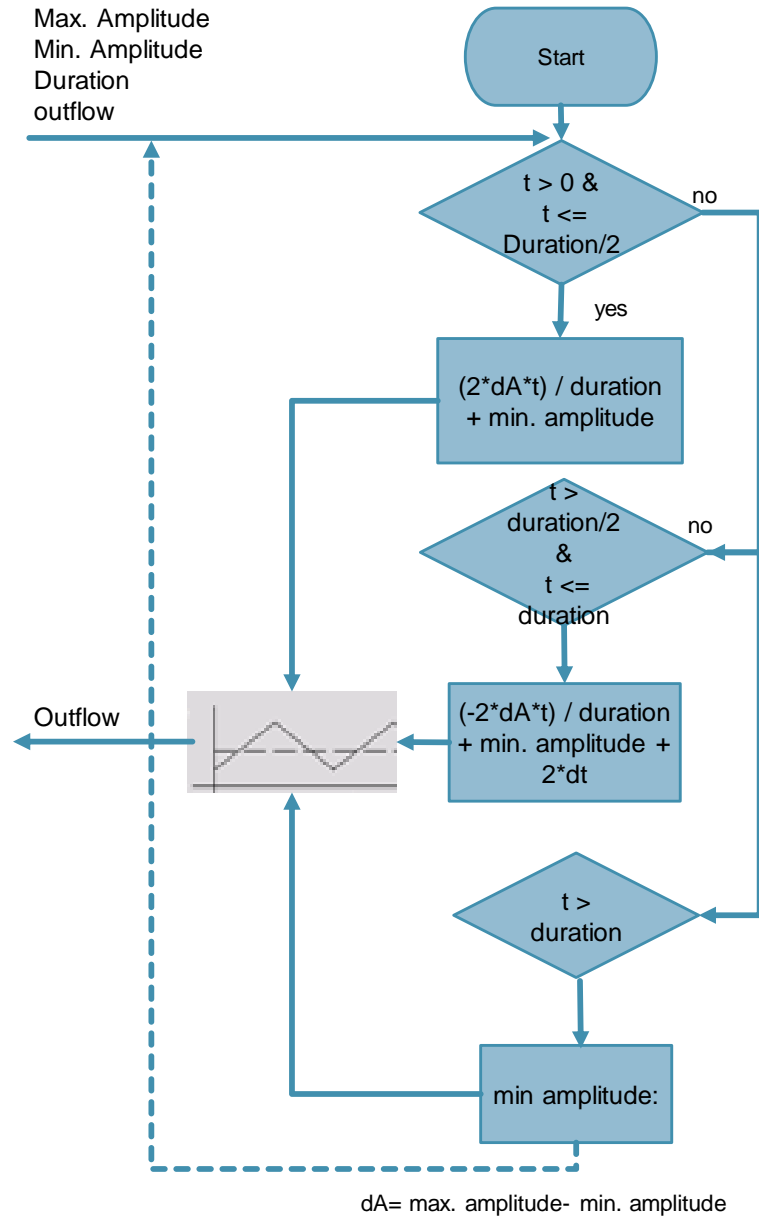 Max. Amplitude
Min. Amplitude
Duration
outflow
Start
t > 0 &
t <=
Duration/2
no
yes
(2*dA*t) / duration
+ min. amplitude
t >
duration/2
&
t <=
duration
no
(-2*dA*t) / duration
+ min. amplitude +
2*dt
Outflow
t >
duration
min amplitude:
dA= max. amplitude- min. amplitude